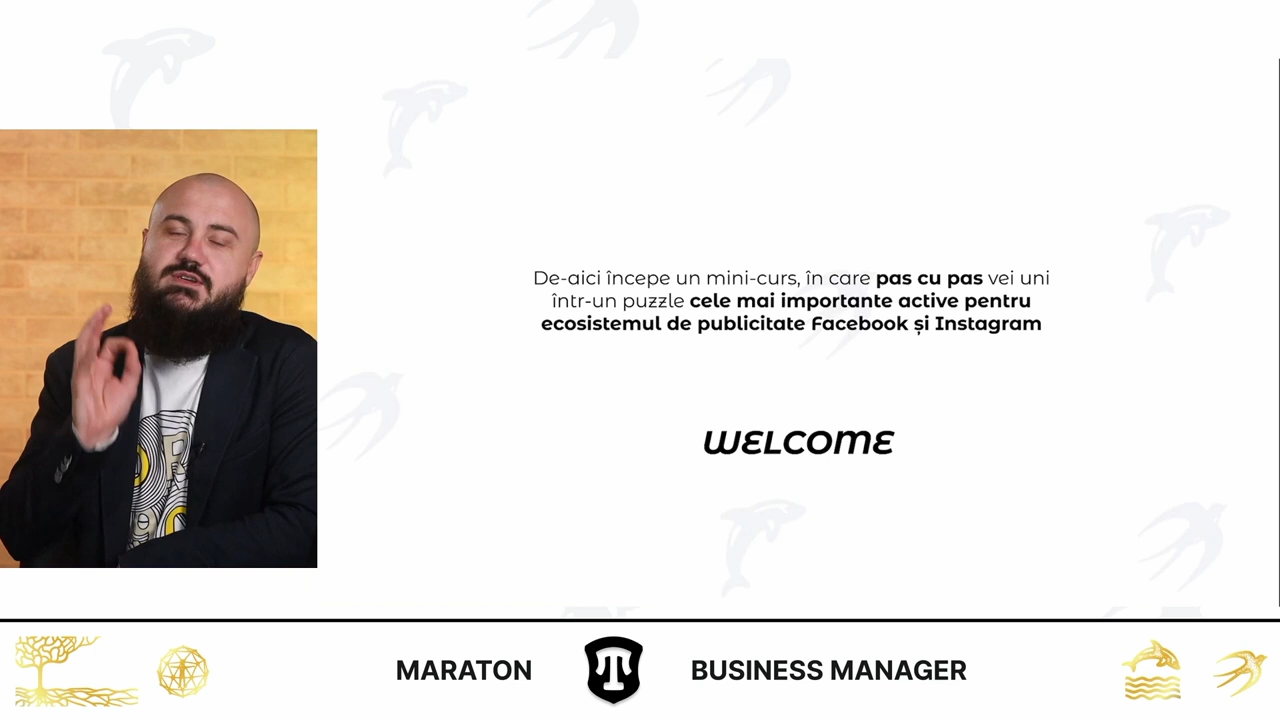 De-aici începe un mini-curs, în care pas cu pas vei uni
într-un puzzle cele mai importante active pentru
ecosistemul de publicitate Facebook și Instagram
WELCOME
MARATON
BUSINESS MANAGER